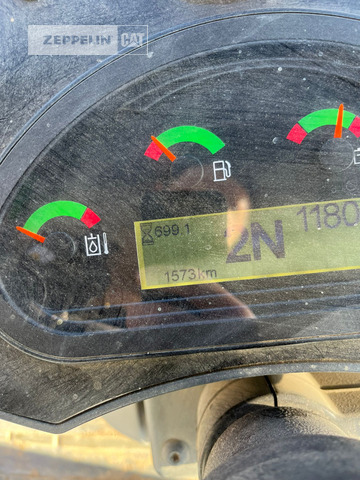 ZEPPELIN CAT
699.1
2N
1180
1573km